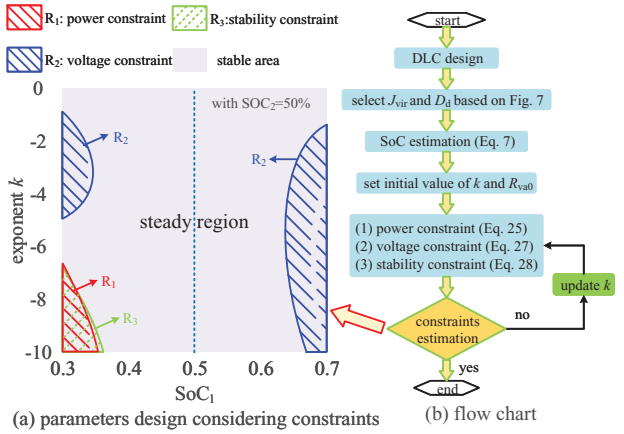 R₁: power constraint
R₃:stability constraint
R₂: voltage constraint
stable area
with SOC₂=50%
0
-2
-4
-6
-8
-10
exponent k
R₂
R₂
steady region
R₁
R₃
0.3
0.4
0.5
0.6
0.7
SoC₁
(a) parameters design considering constraints
start
DLC design
select Jvir and Dd based on Fig. 7
SoC estimation (Eq. 7)
set initial value of k and Rva0
(1) power constraint (Eq. 25)
(2) voltage constraint (Eq. 27)
(3) stability constraint (Eq. 28)
update k
constraints
estimation
no
yes
end
(b) flow chart